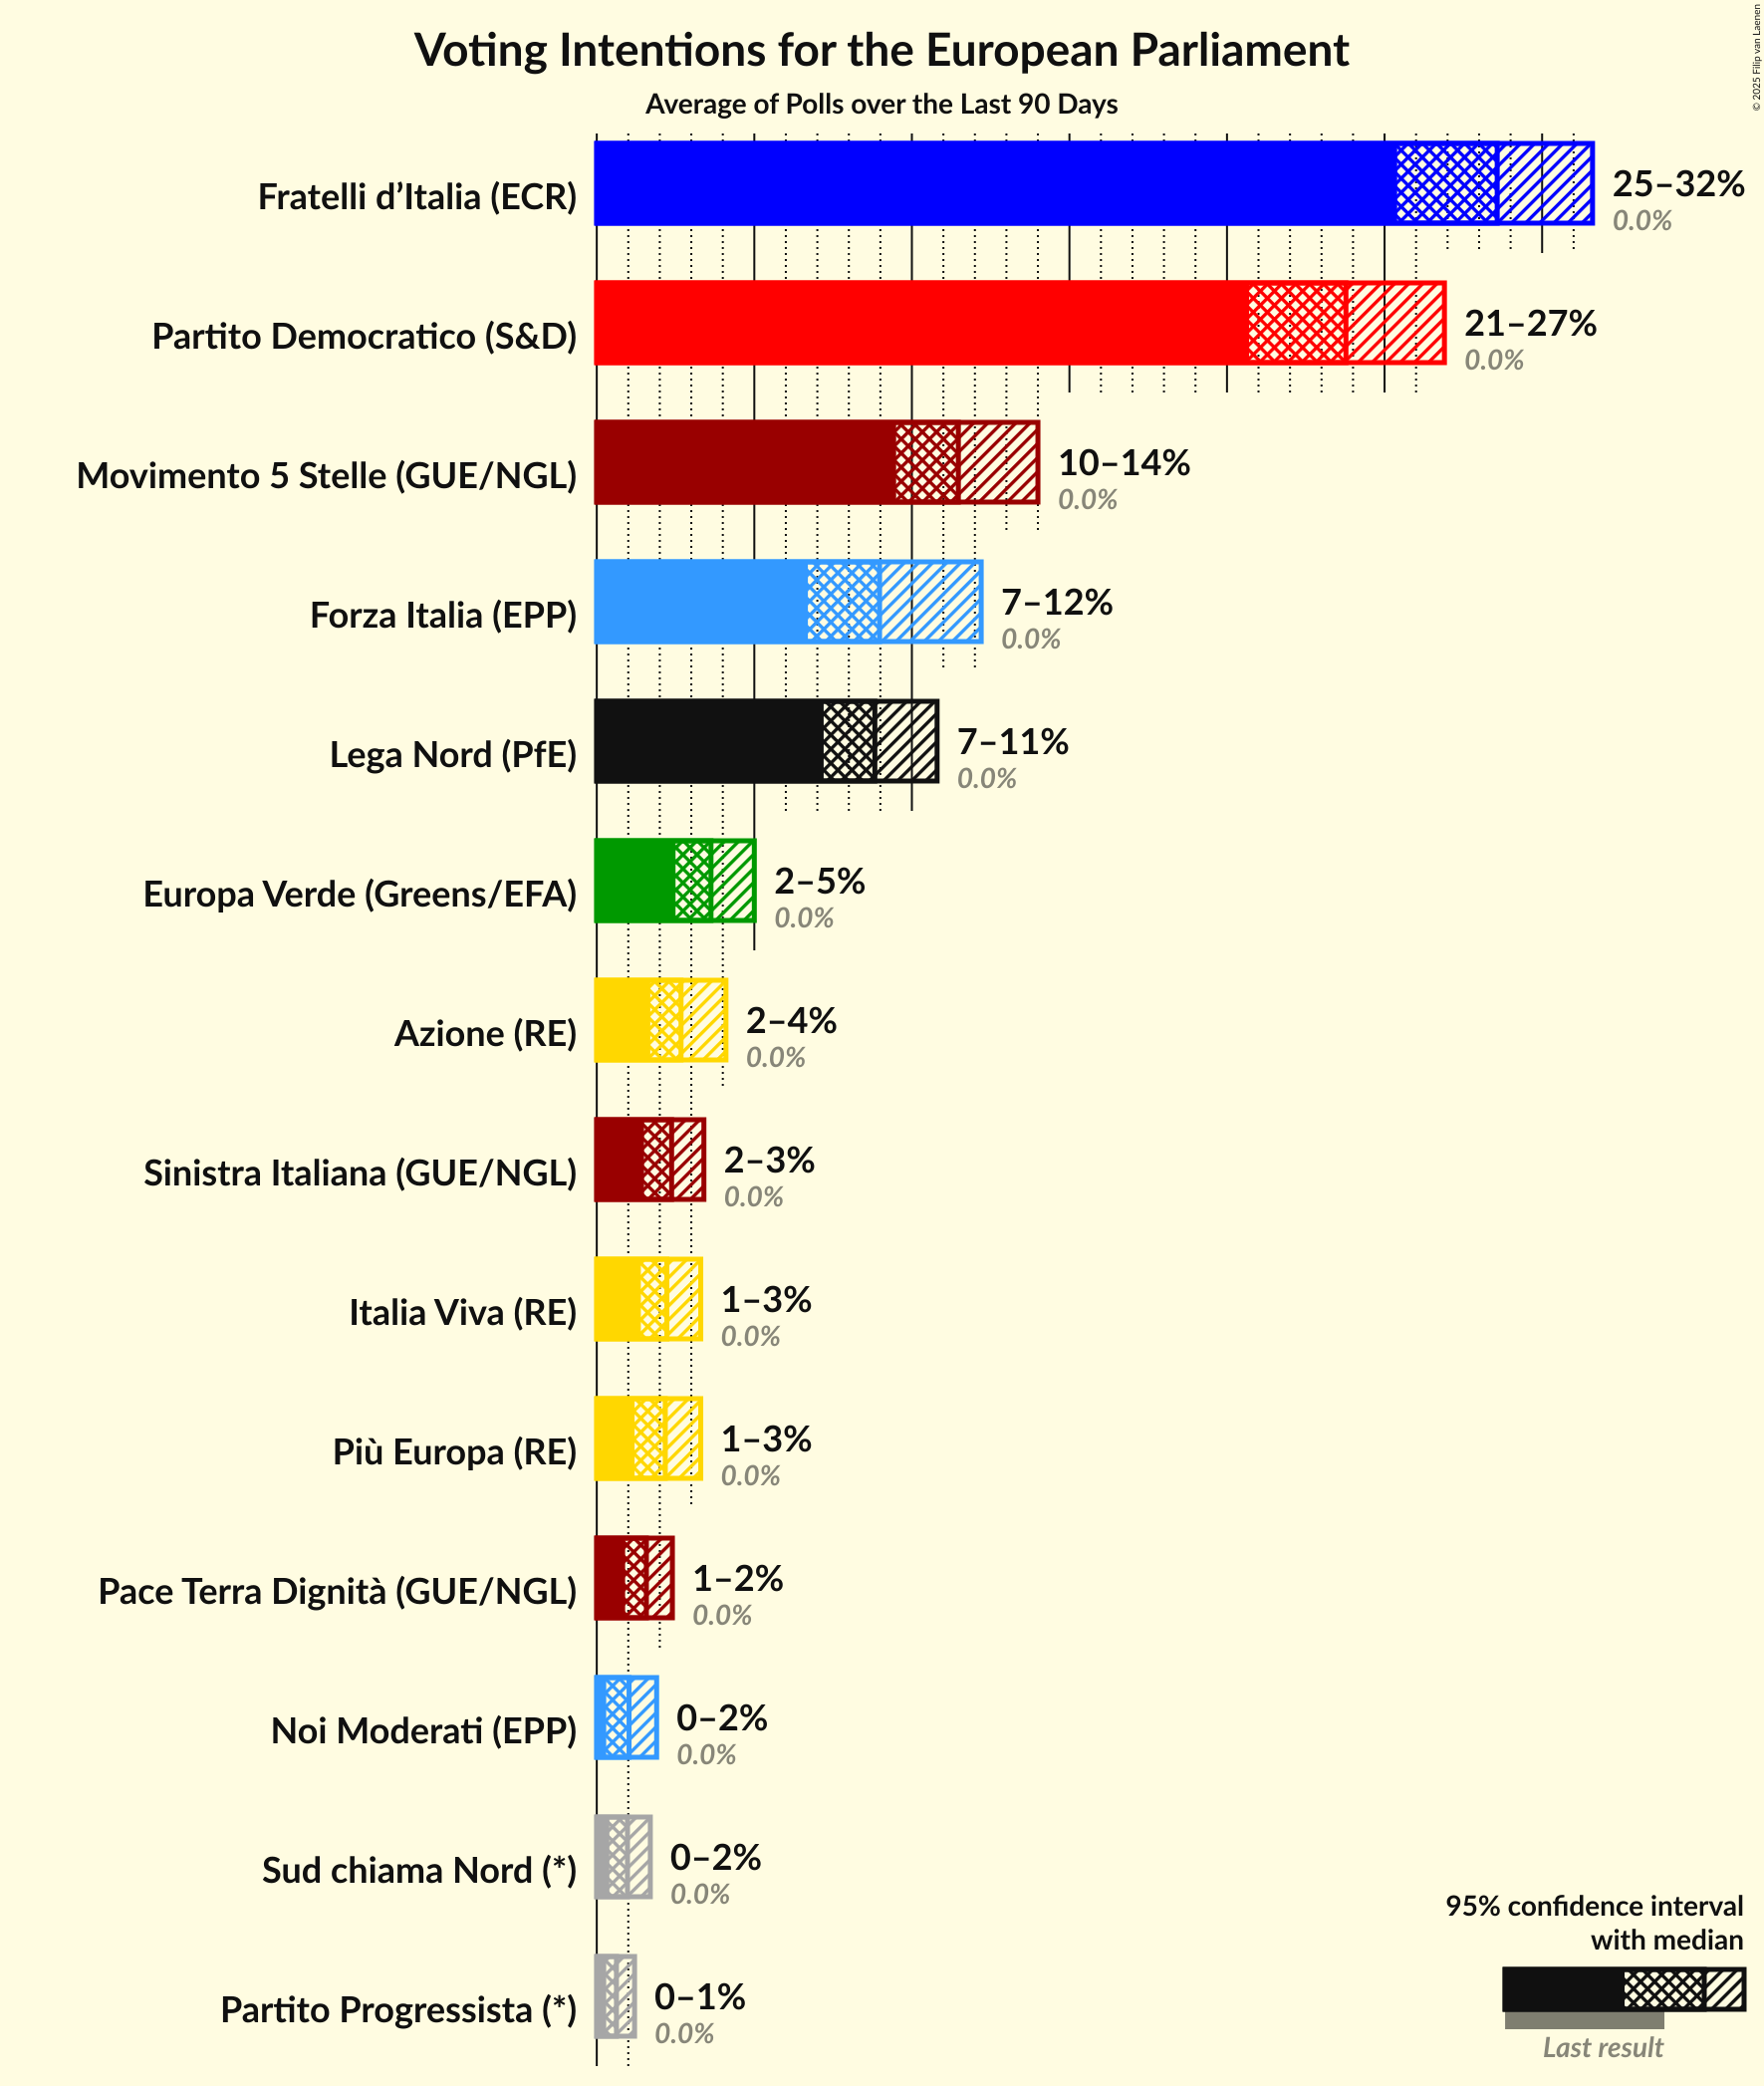 Voting Intentions for the European Parliament
Average of Polls over the Last 90 Days
© 2025 Filip van Laenen
Fratelli d’Italia (ECR)
25–32%
0.0%
Partito Democratico (S&D)
21–27%
0.0%
Movimento 5 Stelle (GUE/NGL)
10–14%
0.0%
Forza Italia (EPP)
7–12%
0.0%
Lega Nord (PfE)
7–11%
0.0%
Europa Verde (Greens/EFA)
2–5%
0.0%
Azione (RE)
2–4%
0.0%
Sinistra Italiana (GUE/NGL)
2–3%
0.0%
Italia Viva (RE)
1–3%
0.0%
Più Europa (RE)
1–3%
0.0%
Pace Terra Dignità (GUE/NGL)
1–2%
0.0%
Noi Moderati (EPP)
0–2%
0.0%
Sud chiama Nord (*)
0–2%
0.0%
Partito Progressista (*)
0–1%
0.0%
95% confidence interval
with median
Last result